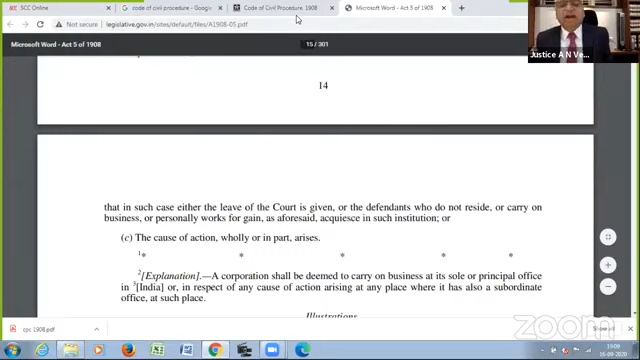 SCC Online
code of civil procedure - Google
Code of Civil Procedure, 1908
Microsoft Word - Act 5 of 1908
Not secure | legislative.gov.in/sites/default/files/A1908-05.pdf
Microsoft Word - Act 5 of 1908
15 / 301
Justice A N Ve...
14
that in such case either the leave of the Court is given, or the defendants who do not reside, or carry on
business, or personally works for gain, as aforesaid, acquiesce in such institution; or
(c) The cause of action, wholly or in part, arises.
1* * * * *
2[Explanation].—A corporation shall be deemed to carry on business at its sole or principal office
in 3[India] or, in respect of any cause of action arising at any place where it has also a subordinate
office, at such place.
Illustrations
cpc 1908.pdf
Show all
zoom
19:09
16-09-2020